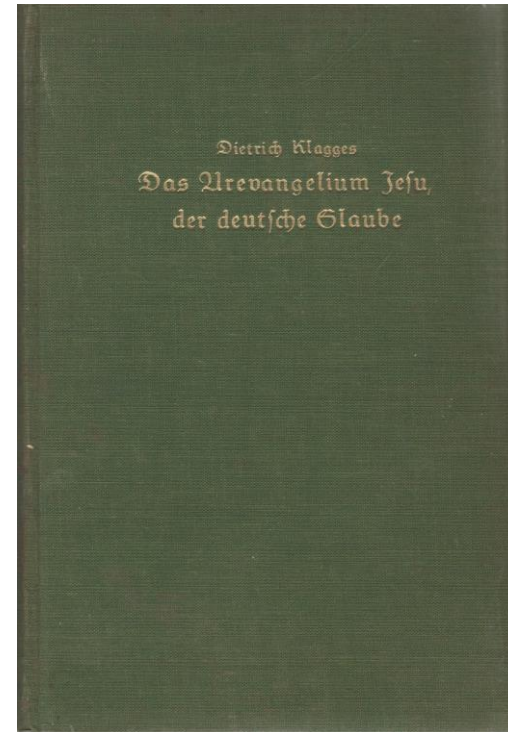 Dietrich Klagges
Das Urevangelium Jesu,
der deutsche Glaube